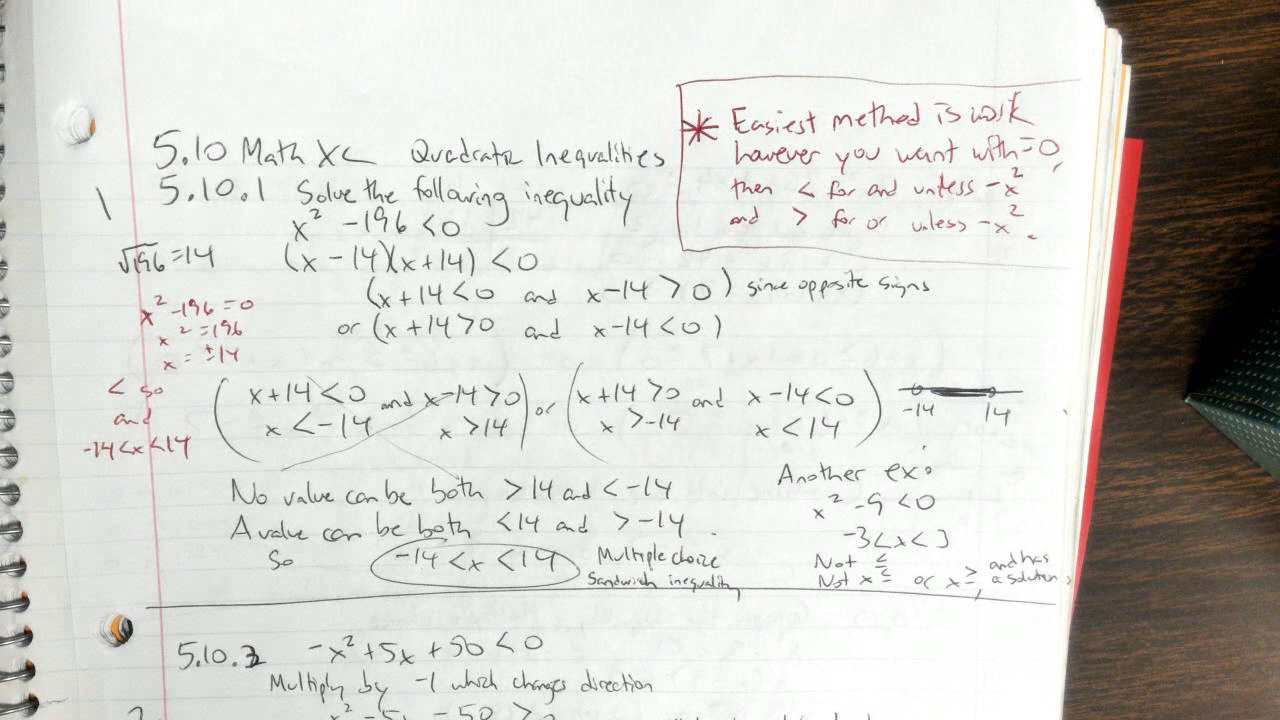 5.10 Math XL Quadratic Inequalities
* Easiest method is work
however you want with =0,
then < for and unless -x²
and > for or unless -x².
1 5.10.1 Solve the following inequality
x² -196 < 0
√196 = 14 (x - 14)(x + 14) < 0
(x + 14 < 0 and x - 14 > 0) since opposite signs
or (x + 14 > 0 and x - 14 < 0)
x² - 196 = 0
x² = 196
x = ±14
< so
and
-14 < x < 14
(x + 14 < 0 and x - 14 > 0) or (x + 14 > 0 and x - 14 < 0)
x < -14 x > 14 x > -14 x < 14
-14 14
No value can be both > 14 and < -14
A value can be both < 14 and > -14.
So -14 < x < 14 Multiple choice
Sandwich inequality
Another ex:
x² - 9 < 0
-3 < x < 3
Not ≤
Not x ≤ or x ≥, and has
a solution
5.10.2 -x² + 5x + 50 < 0
Multiply by -1 which changes direction
x² - 5x - 50 >